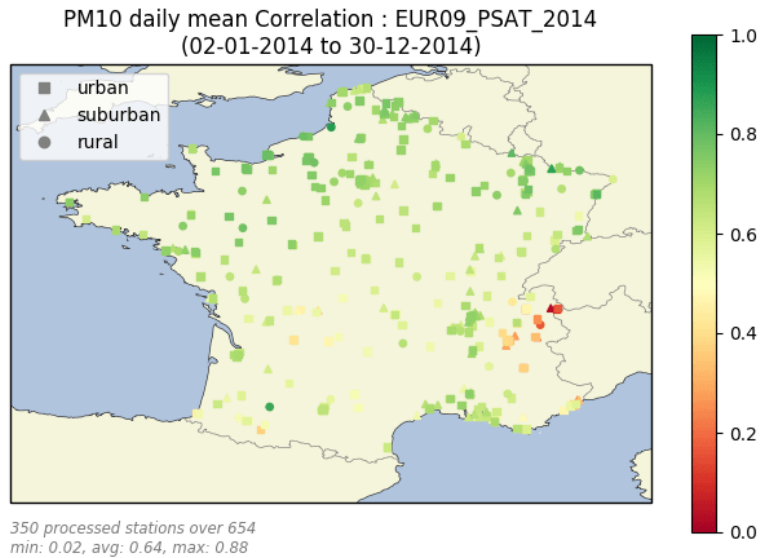 PM10 daily mean Correlation : EUR09_PSAT_2014
(02-01-2014 to 30-12-2014)
urban
suburban
rural
1.0
0.8
0.6
0.4
0.2
0.0
350 processed stations over 654
min: 0.02, avg: 0.64, max: 0.88